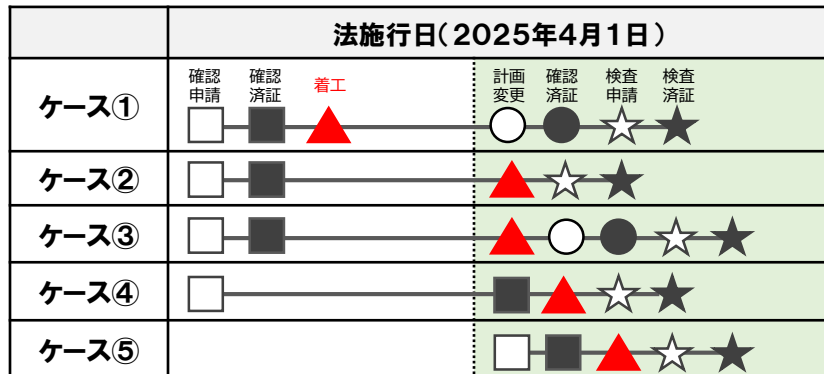 法施行日（2025年4月1日）
確認
申請
確認
済証
着工
計画
変更
確認
済証
検査
申請
検査
済証
ケース①
ケース②
ケース③
ケース④
ケース⑤